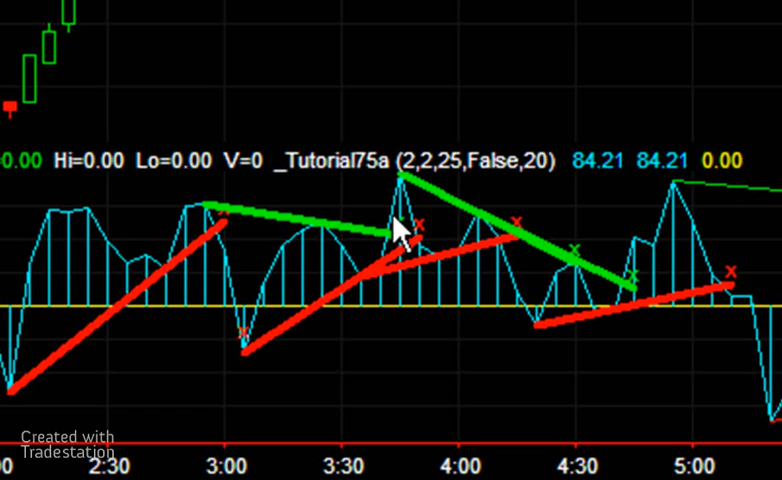 =0.00 Hi=0.00 Lo=0.00 V=0 _Tutorial75a (2,2,25,False,20) 84.21 84.21 0.00
Created with
Tradestation
2:30 3:00 3:30 4:00 4:30 5:00